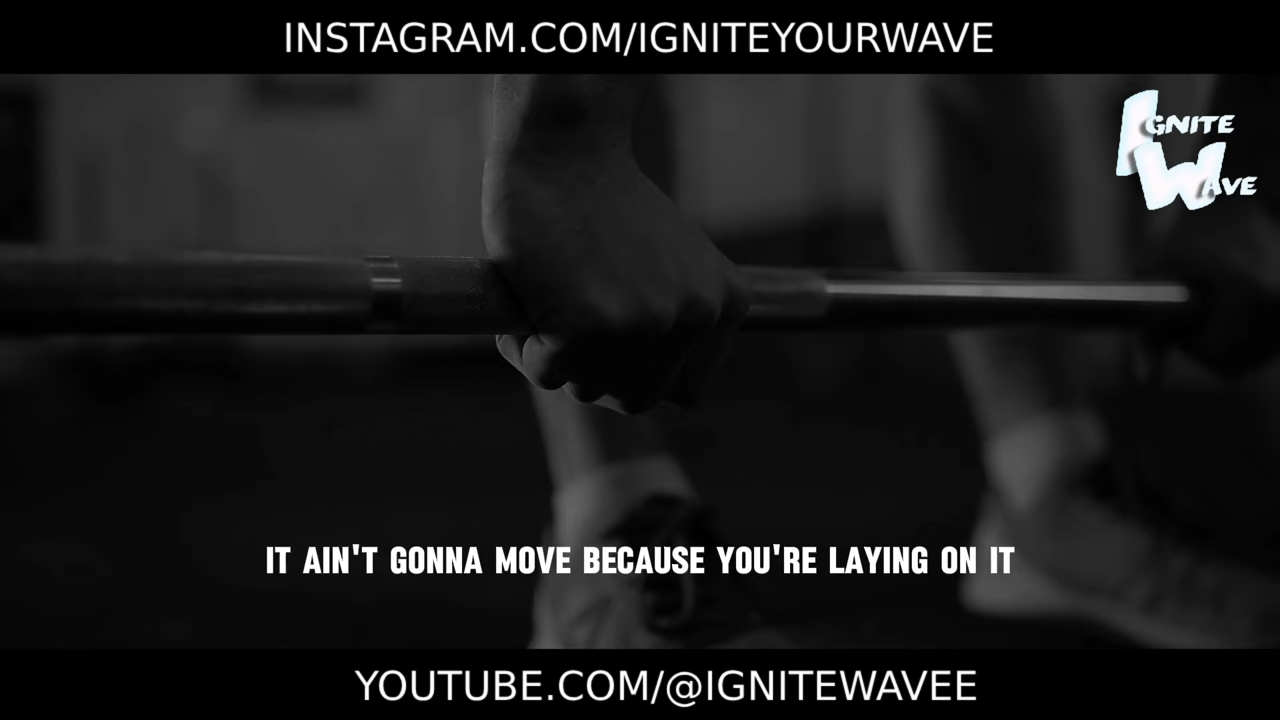 INSTAGRAM.COM/IGNITEYOURWAVE
IGNITE
WAVE
IT AIN'T GONNA MOVE BECAUSE YOU'RE LAYING ON IT
YOUTUBE.COM/@IGNITEWAVEE